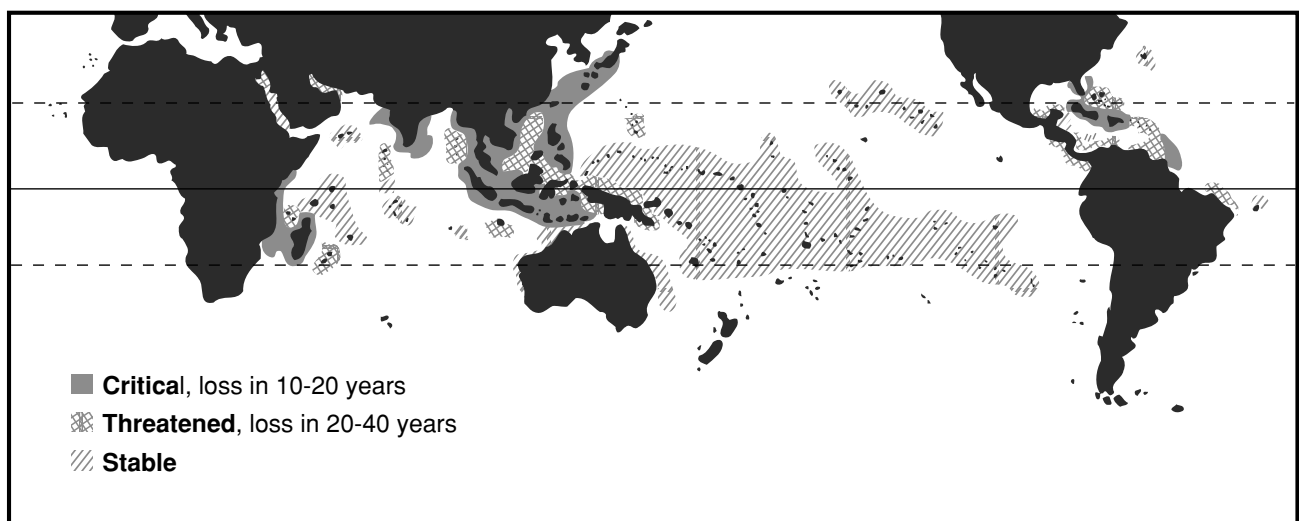 Critical, loss in 10-20 years
Threatened, loss in 20-40 years
Stable